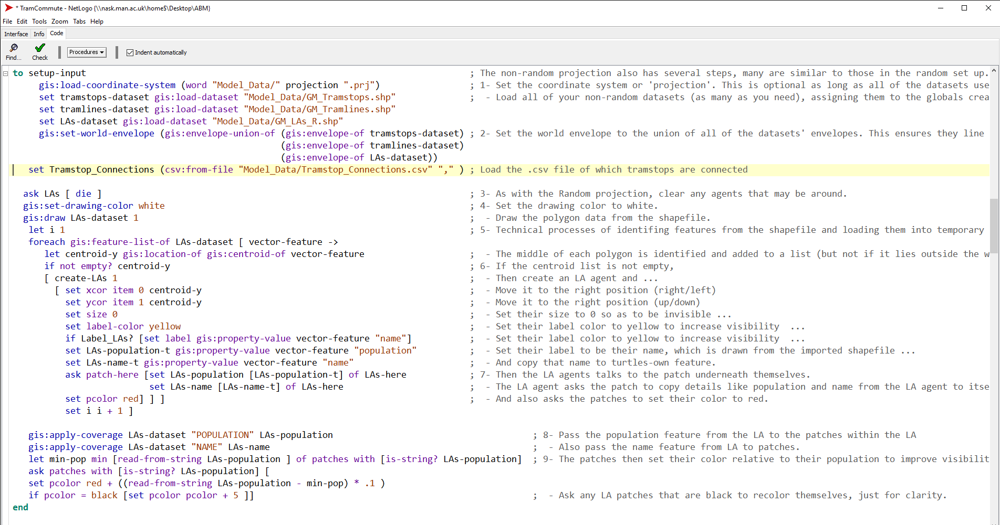 * TramCommute - NetLogo {\\nask.man.ac.uk\home$\Desktop\ABM}
File Edit Tools Zoom Tabs Help
Interface Info Code
Find... Check Procedures Indent automatically
to setup-input ; The non-random projection also has several steps, many are similar to those in the random set up.
gis:load-coordinate-system (word "Model_Data/" projection ".prj") ; 1- Set the coordinate system or 'projection'. This is optional as long as all of the datasets use
set tramstops-dataset gis:load-dataset "Model_Data/GM_Tramstops.shp" ; - Load all of your non-random datasets (as many as you need), assigning them to the globals crea
set tramlines-dataset gis:load-dataset "Model_Data/GM_Tramlines.shp"
set LAs-dataset gis:load-dataset "Model_Data/GM_LAs_R.shp"
gis:set-world-envelope (gis:envelope-union-of (gis:envelope-of tramstops-dataset) ; 2- Set the world envelope to the union of all of the datasets' envelopes. This ensures they line
(gis:envelope-of tramlines-dataset)
(gis:envelope-of LAs-dataset))
set Tramstop_Connections (csv:from-file "Model_Data/Tramstop_Connections.csv" "," ) ; Load the .csv file of which tramstops are connected
ask LAs [ die ] ; 3- As with the Random projection, clear any agents that may be around.
gis:set-drawing-color white ; 4- Set the drawing color to white.
gis:draw LAs-dataset 1 ; - Draw the polygon data from the shapefile.
let i 1 ; 5- Technical processes of identifing features from the shapefile and loading them into temporary
foreach gis:feature-list-of LAs-dataset [ vector-feature ->
let centroid-y gis:location-of gis:centroid-of vector-feature ; - The middle of each polygon is identified and added to a list (but not if it lies outside the w
if not empty? centroid-y ; 6- If the centroid list is not empty,
[ create-LAs 1 ; - Then create an LA agent and ...
[ set xcor item 0 centroid-y ; - Move it to the right position (right/left)
set ycor item 1 centroid-y ; - Move it to the right position (up/down)
set size 0 ; - Set their size to 0 so as to be invisible ...
set label-color yellow ; - Set their label color to yellow to increase visibility ...
if Label_LAs? [set label gis:property-value vector-feature "name"] ; - Set their label color to yellow to increase visibility ...
set LAs-population-t gis:property-value vector-feature "population" ; - Set their label to be their name, which is drawn from the imported shapefile ...
set LAs-name-t gis:property-value vector-feature "name" ; - And copy that name to turtles-own feature.
ask patch-here [set LAs-population [LAs-population-t] of LAs-here ; 7- Then the LA agents talks to the patch underneath themselves.
set LAs-name [LAs-name-t] of LAs-here ; - The LA agent asks the patch to copy details like population and name from the LA agent to itse
set pcolor red] ] ] ; - And also asks the patches to set their color to red.
set i i + 1 ]
gis:apply-coverage LAs-dataset "POPULATION" LAs-population ; 8- Pass the population feature from the LA to the patches within the LA
gis:apply-coverage LAs-dataset "NAME" LAs-name ; - Also pass the name feature from LA to patches.
let min-pop min [read-from-string LAs-population ] of patches with [is-string? LAs-population] ; 9- The patches then set their color relative to their population to improve visibilit
ask patches with [is-string? LAs-population] [
set pcolor red + ((read-from-string LAs-population - min-pop) * .1 )
if pcolor = black [set pcolor pcolor + 5 ]] ; - Ask any LA patches that are black to recolor themselves, just for clarity.
end